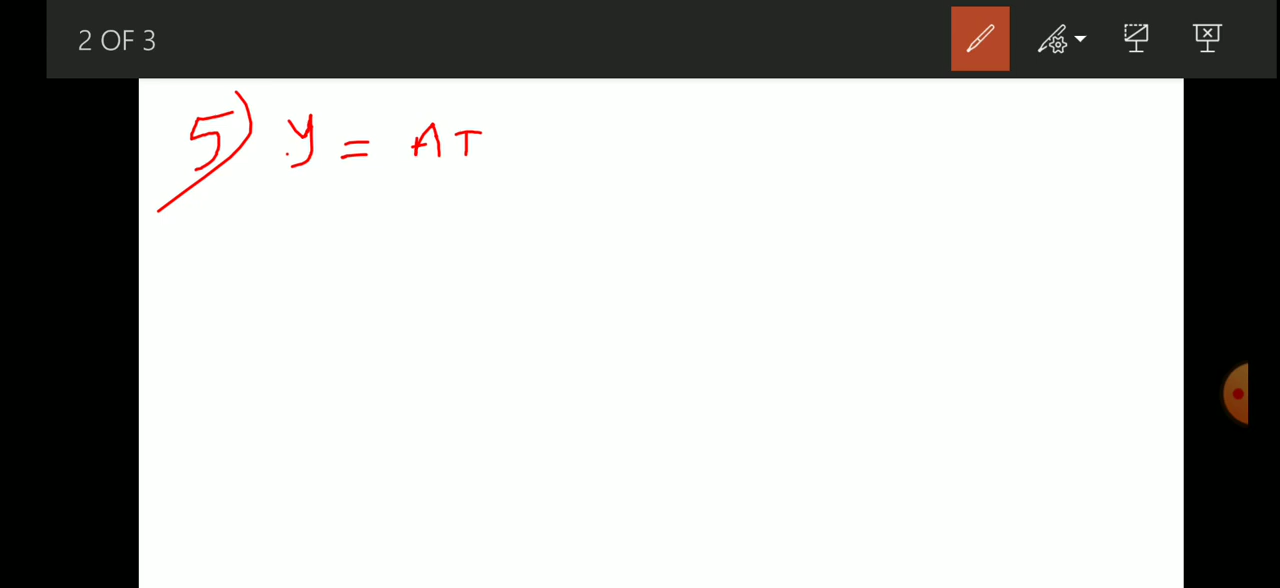 2 OF 3
5) y = AT